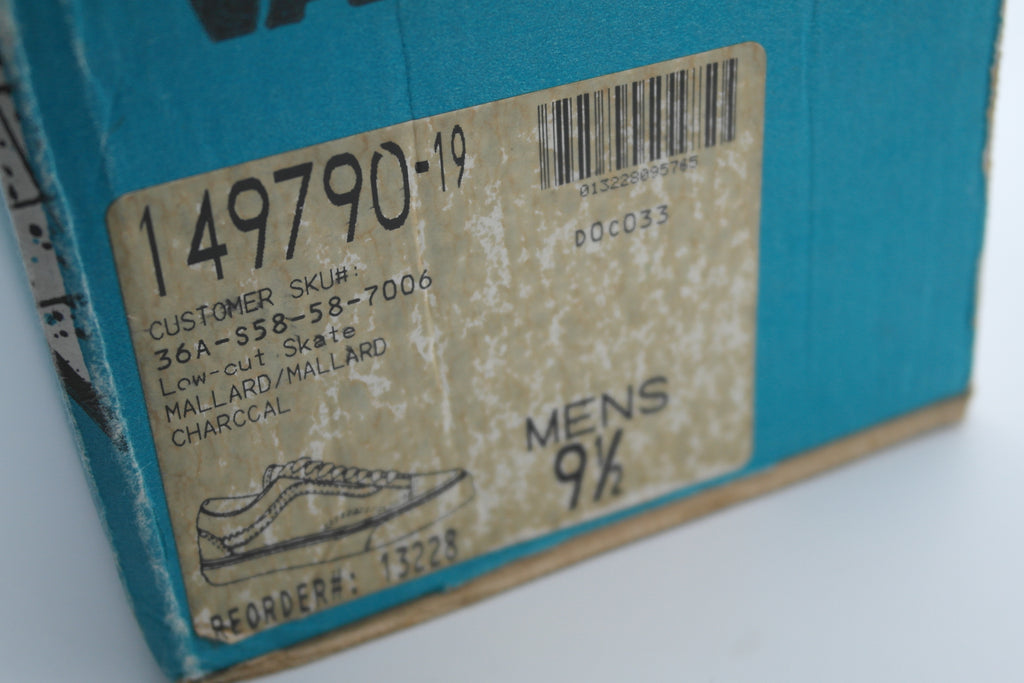 149790-19
013228095765
DOC033
CUSTOMER SKU#:
36A-S58-58-7006
Low-cut Skate
MALLARD/MALLARD
CHARCCAL
MENS
9½
REORDER#: 13228